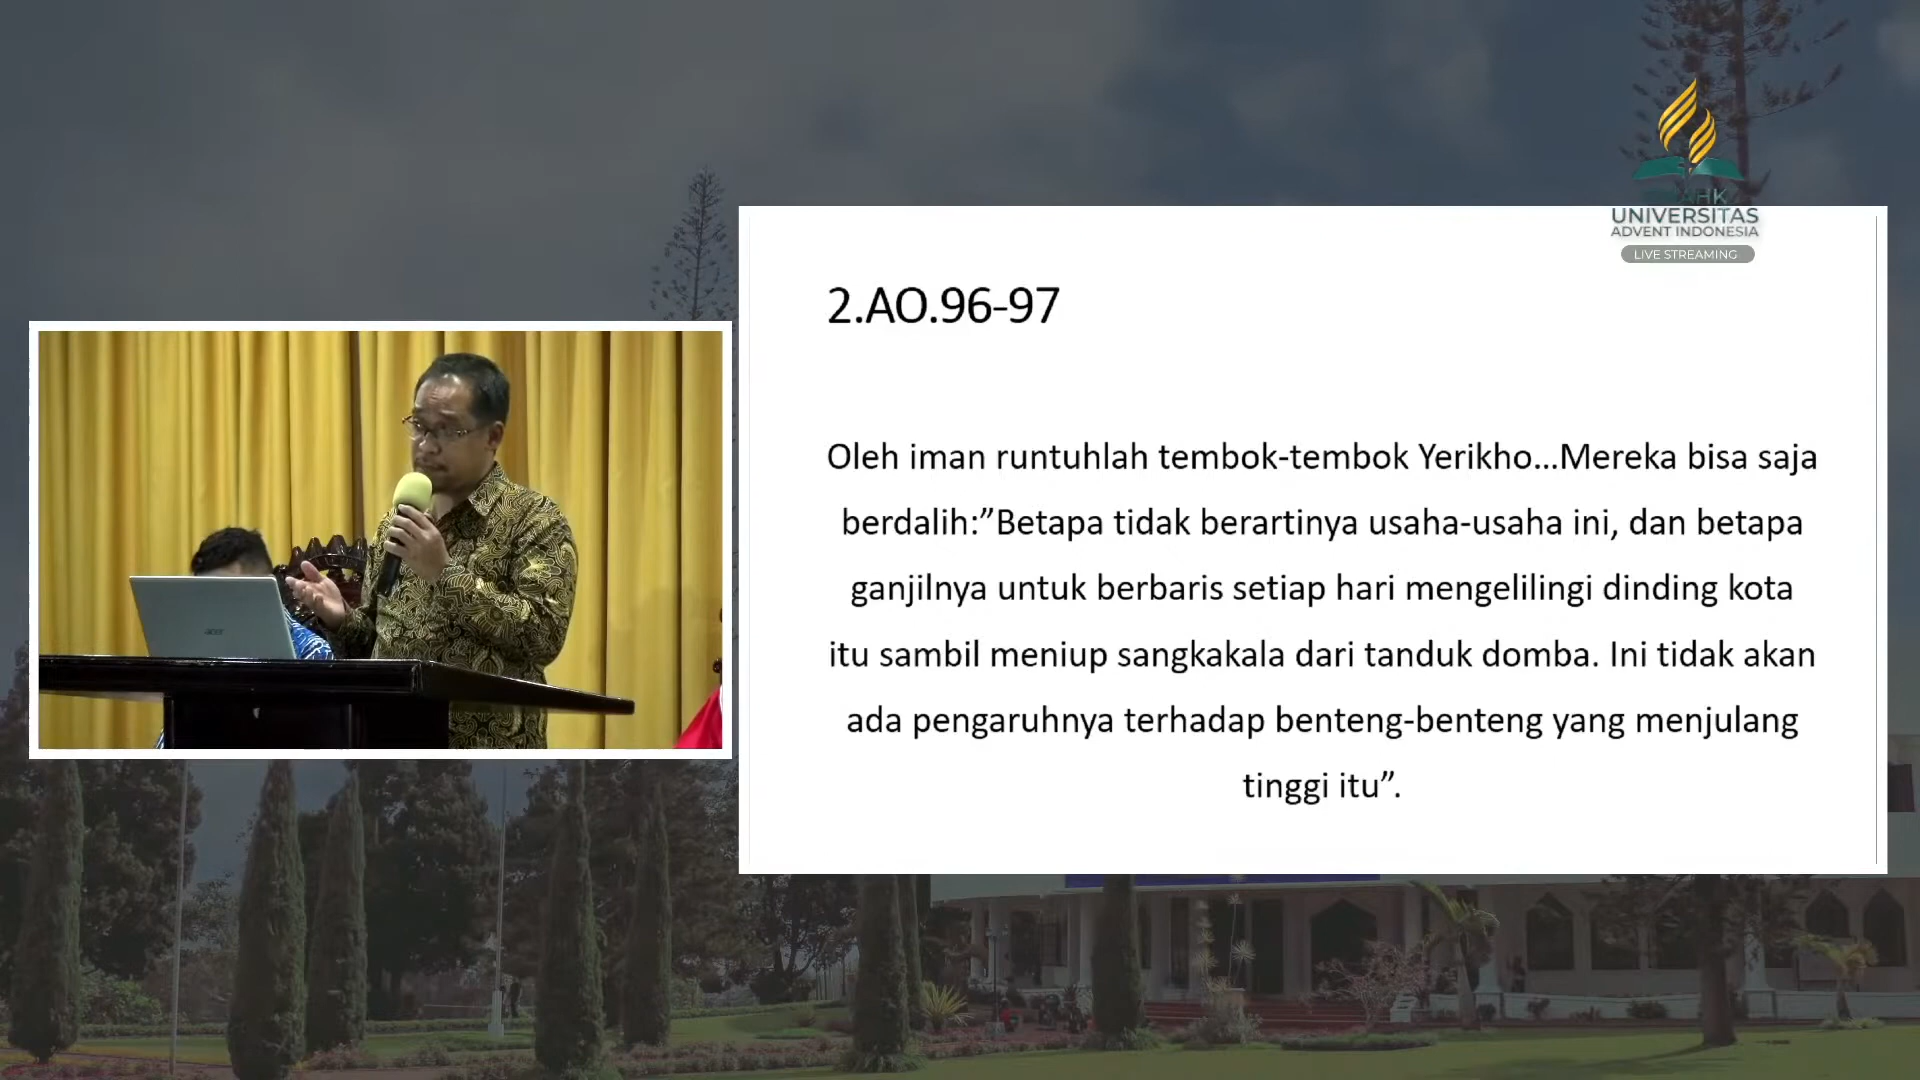 UNIVERSITAS
ADVENT INDONESIA
LIVE STREAMING
2.AO.96-97
Oleh iman runtuhlah tembok-tembok Yerikho...Mereka bisa saja
berdalih:”Betapa tidak berartinya usaha-usaha ini, dan betapa
ganjilnya untuk berbaris setiap hari mengelilingi dinding kota
itu sambil meniup sangkakala dari tanduk domba. Ini tidak akan
ada pengaruhnya terhadap benteng-benteng yang menjulang
tinggi itu”.
acer